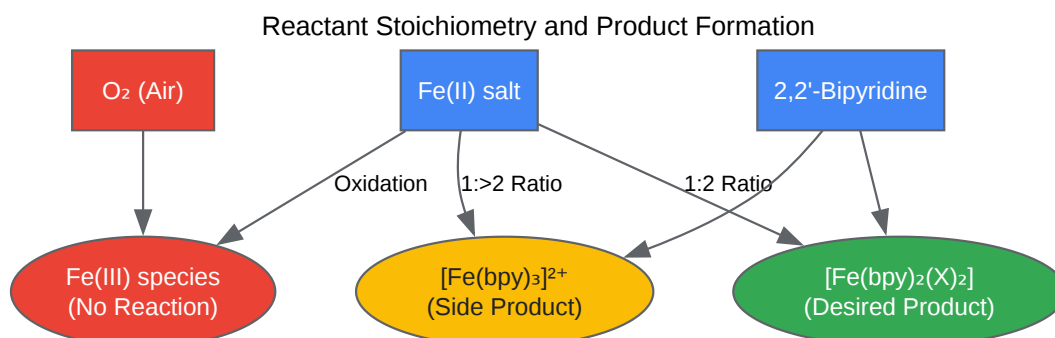 Reactant Stoichiometry and Product Formation
O₂ (Air)
Fe(II) salt
2,2'-Bipyridine
Oxidation
1:>2 Ratio
1:2 Ratio
Fe(III) species
(No Reaction)
[Fe(bpy)₃]²⁺
(Side Product)
[Fe(bpy)₂(X)₂]
(Desired Product)